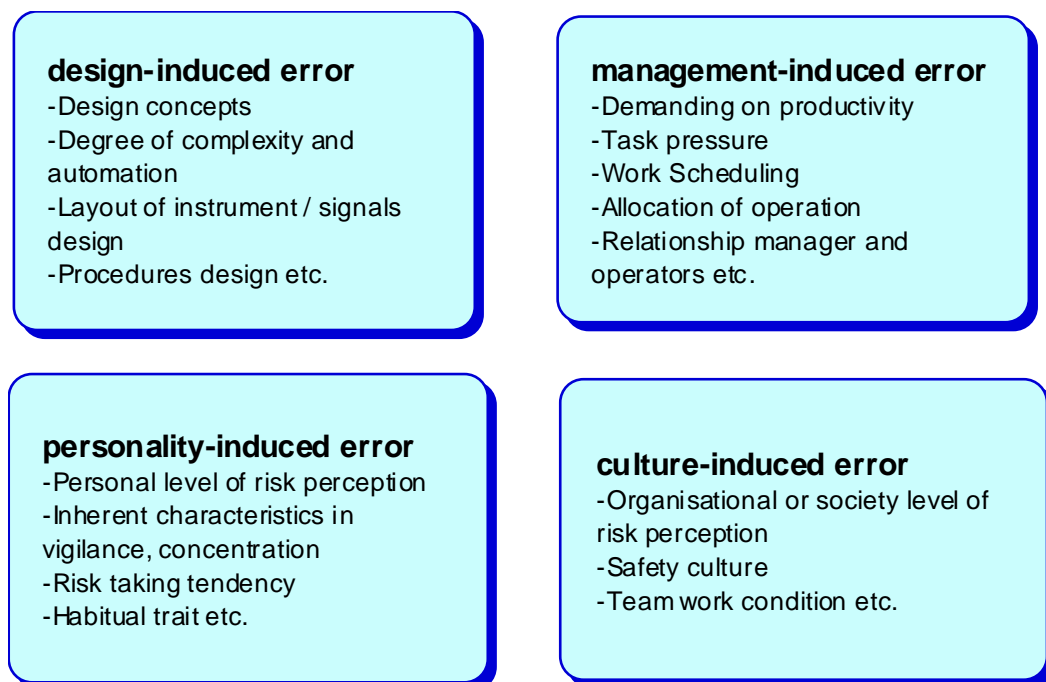 design-induced error
-Design concepts
-Degree of complexity and
automation
-Layout of instrument / signals
design
-Procedures design etc.
management-induced error
-Demanding on productivity
-Task pressure
-Work Scheduling
-Allocation of operation
-Relationship manager and
operators etc.
personality-induced error
-Personal level of risk perception
-Inherent characteristics in
vigilance, concentration
-Risk taking tendency
-Habitual trait etc.
culture-induced error
-Organisational or society level of
risk perception
-Safety culture
-Team work condition etc.